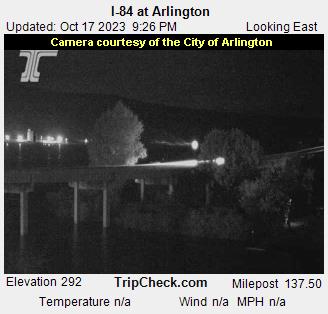 I-84 at Arlington
Updated: Oct 17 2023 9:26 PM Looking East
Camera courtesy of the City of Arlington
Elevation 292 TripCheck.com Milepost 137.50
Temperature n/a Wind n/a MPH n/a